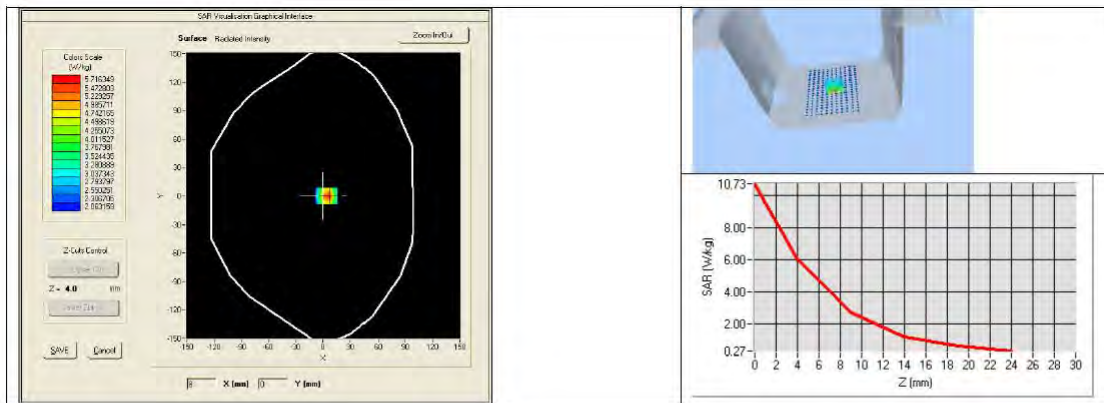 SAR Visualisation Graphical Interface
Surface Radiated Intensity
Zoom In/Out
Colors Scale
(W/kg)
5.716349
5.472803
5.229257
4.985711
4.742165
4.498619
4.255073
4.011527
3.767981
3.524435
3.280889
3.037343
2.793797
2.550251
2.306705
2.063159
Z-Cuts Control
Z = 4.0 mm
SAVE Cancel
150
120
90
60
30
0
-30
-60
-90
-120
-150
Y
-150 -120 -90 -60 -30 0 30 60 90 120 150
X
8 X (mm) 0 Y (mm)
10.73
8.00
6.00
4.00
2.00
0.27
SAR (W/kg)
0 2 4 6 8 10 12 14 16 18 20 22 24 26 28 30
Z (mm)